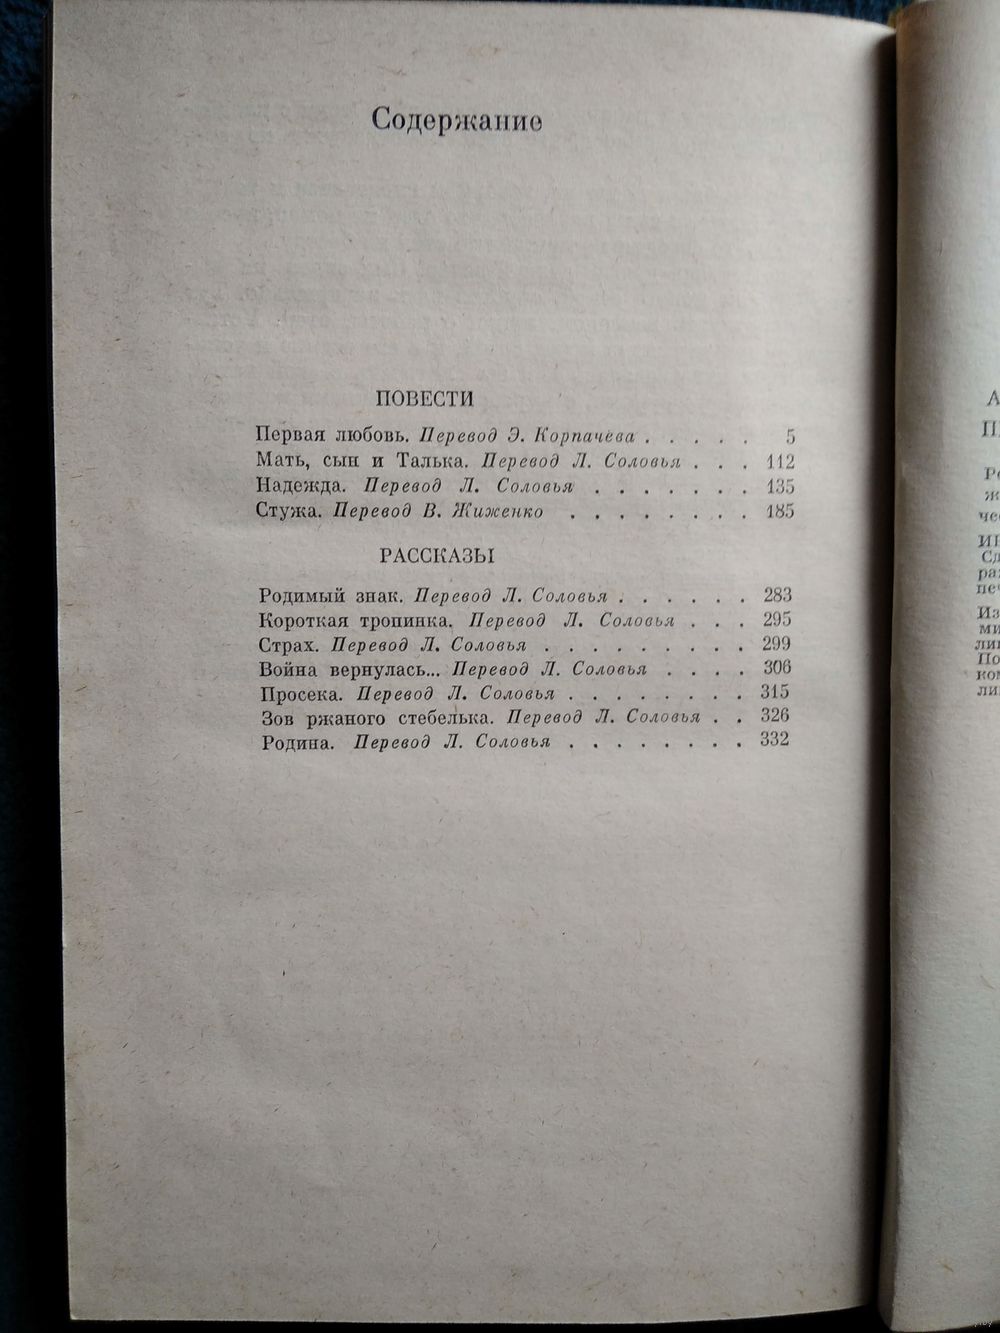 Содержание
ПОВЕСТИ
Первая любовь. Перевод Э. Корпачева . . . . . 5
Мать, сын и Талька. Перевод Л. Соловья . . . 112
Надежда. Перевод Л. Соловья . . . . . . . 135
Стужа. Перевод В. Жиженко . . . . . . . . 185
РАССКАЗЫ
Родимый знак. Перевод Л. Соловья . . . . . . 283
Короткая тропинка. Перевод Л. Соловья . . . 295
Страх. Перевод Л. Соловья . . . . . . . . . 299
Война вернулась... Перевод Л. Соловья . . . . 306
Просека. Перевод Л. Соловья . . . . . . . . 315
Зов ржаного стебелька. Перевод Л. Соловья . . 326
Родина. Перевод Л. Соловья . . . . . . . . 332